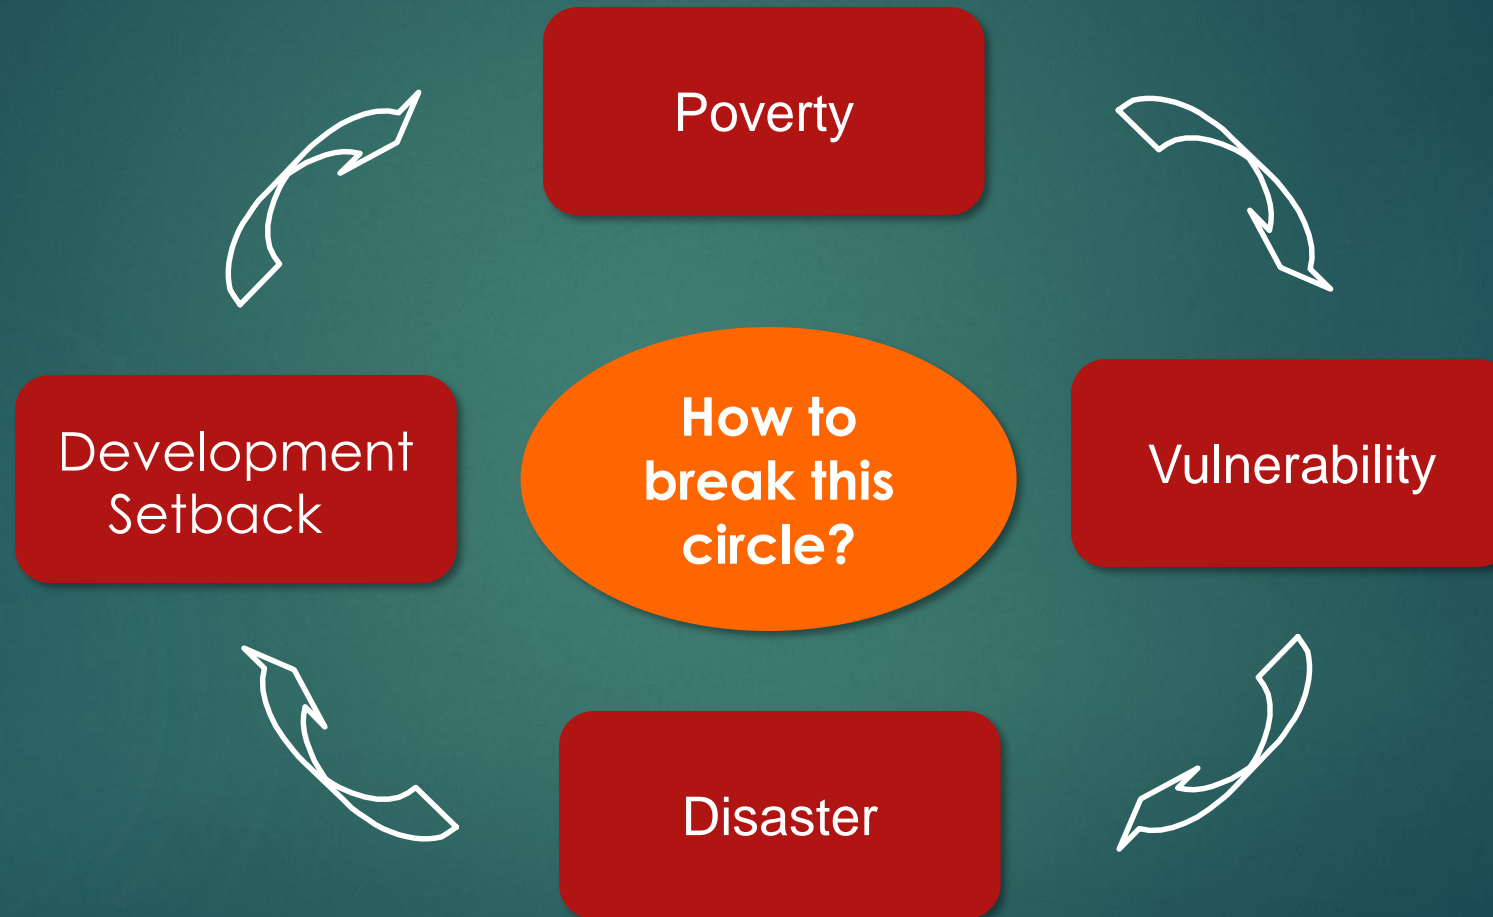 Poverty
How to
break this
circle?
Development
Setback
Vulnerability
Disaster